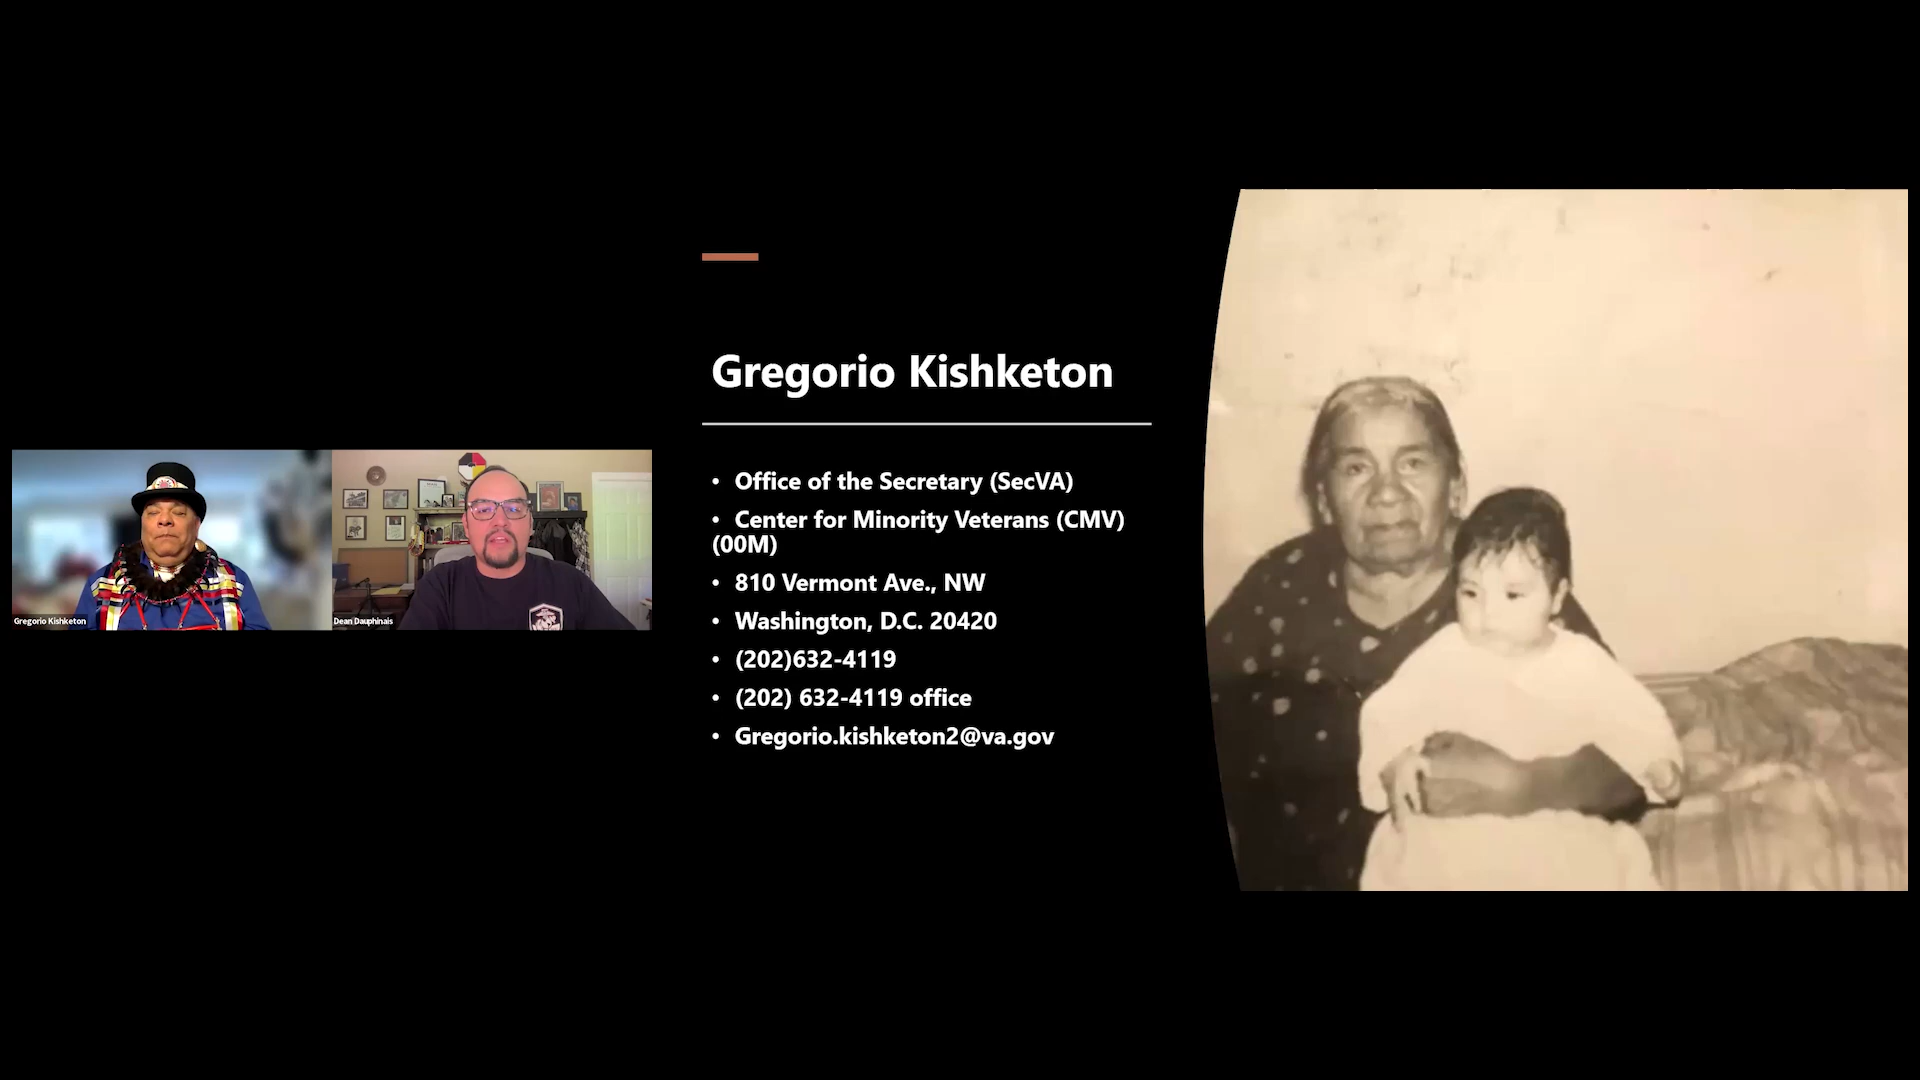 Gregorio Kishketon
• Office of the Secretary (SecVA)
• Center for Minority Veterans (CMV)
(00M)
• 810 Vermont Ave., NW
• Washington, D.C. 20420
• (202)632-4119
• (202) 632-4119 office
• Gregorio.kishketon2@va.gov
Gregorio Kishketon
Dean Dauphinais